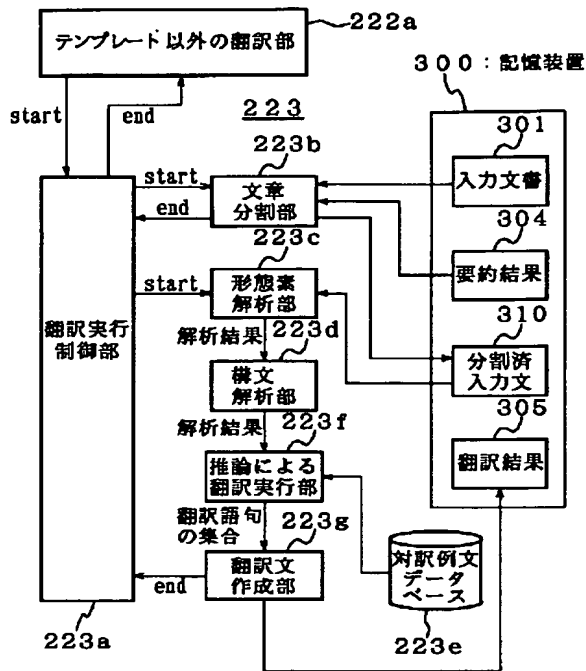 テンプレート以外の翻訳部
222a
300:記憶装置
start
end
223
301
入力文書
223b
start
文章
分割部
end
304
要約結果
223c
start
形態素
解析部
310
分割済
入力文
翻訳実行
制御部
解析結果
223d
構文
解析部
305
翻訳結果
解析結果
223f
推論による
翻訳実行部
翻訳語句
の集合
223g
翻訳文
作成部
end
対訳例文
データ
ベース
223a
223e